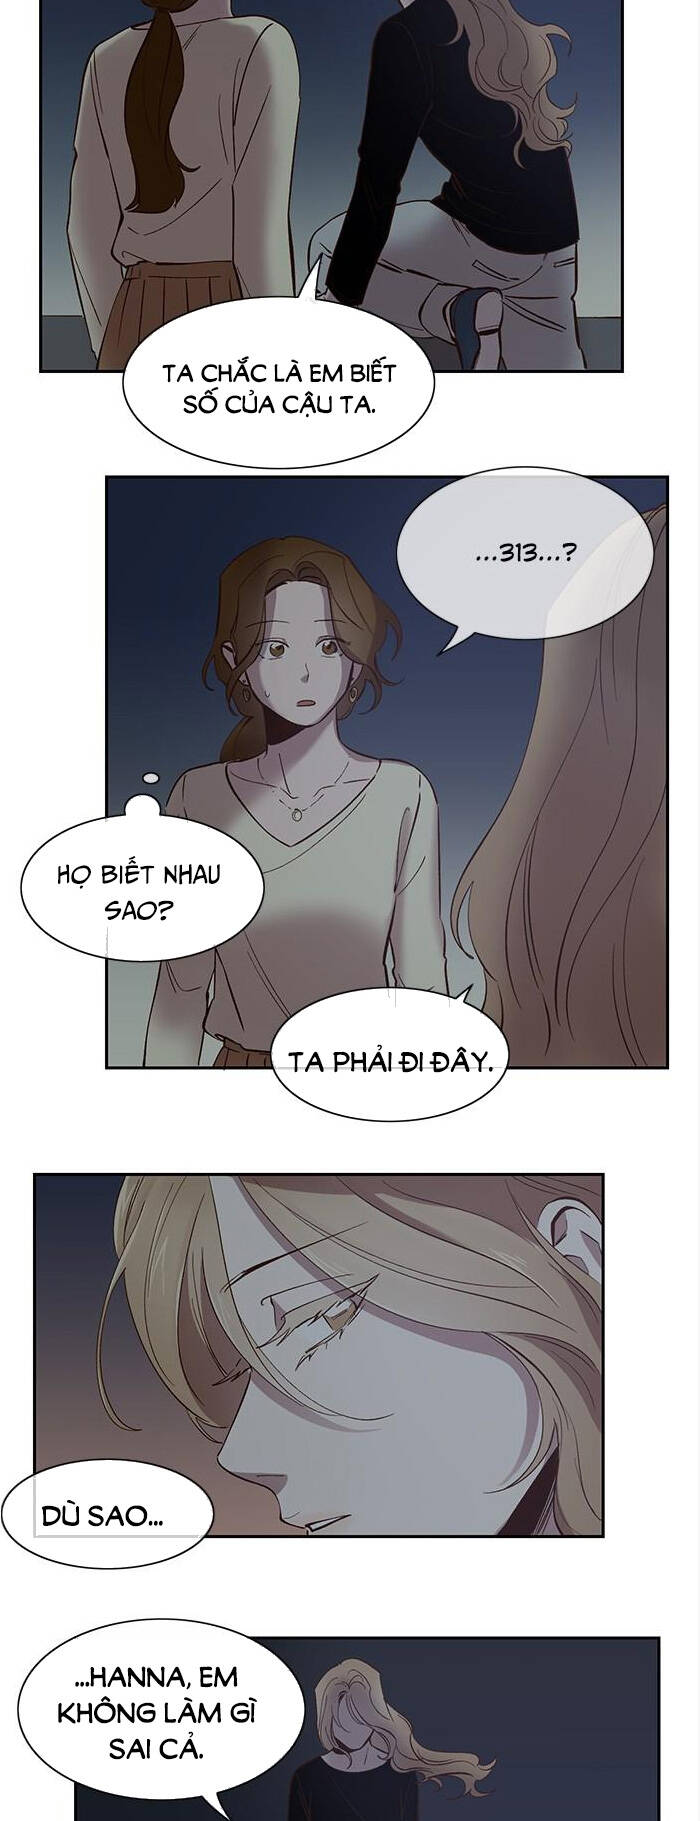 TA CHẮC LÀ EM BIẾT
SỐ CỦA CẬU TA.
...313...?
HỌ BIẾT NHAU
SAO?
TA PHẢI ĐI ĐÂY.
DÙ SAO...
...HANNA, EM
KHÔNG LÀM GÌ
SAI CẢ.